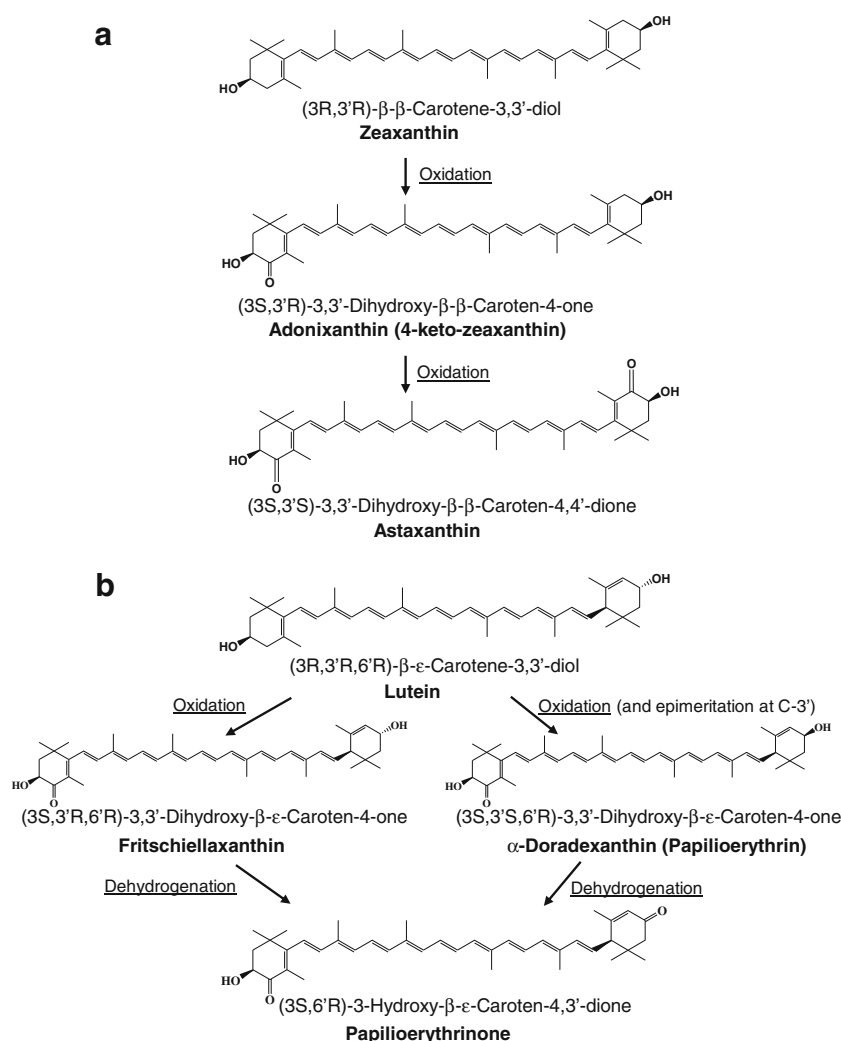 a
OH
HO
(3R,3'R)-β-β-Carotene-3,3'-diol
Zeaxanthin
Oxidation
OH
HO
O
(3S,3'R)-3,3'-Dihydroxy-β-β-Caroten-4-one
Adonixanthin (4-keto-zeaxanthin)
Oxidation
O
OH
HO
O
(3S,3'S)-3,3'-Dihydroxy-β-β-Caroten-4,4'-dione
Astaxanthin
b
OH
HO
(3R,3'R,6'R)-β-ε-Carotene-3,3'-diol
Lutein
Oxidation
Oxidation (and epimeritation at C-3')
OH
HO
O
(3S,3'R,6'R)-3,3'-Dihydroxy-β-ε-Caroten-4-one
Fritschiellaxanthin
OH
HO
O
(3S,3'S,6'R)-3,3'-Dihydroxy-β-ε-Caroten-4-one
α-Doradexanthin (Papilioerythrin)
Dehydrogenation
Dehydrogenation
O
HO
O
(3S,6'R)-3-Hydroxy-β-ε-Caroten-4,3'-dione
Papilioerythrinone